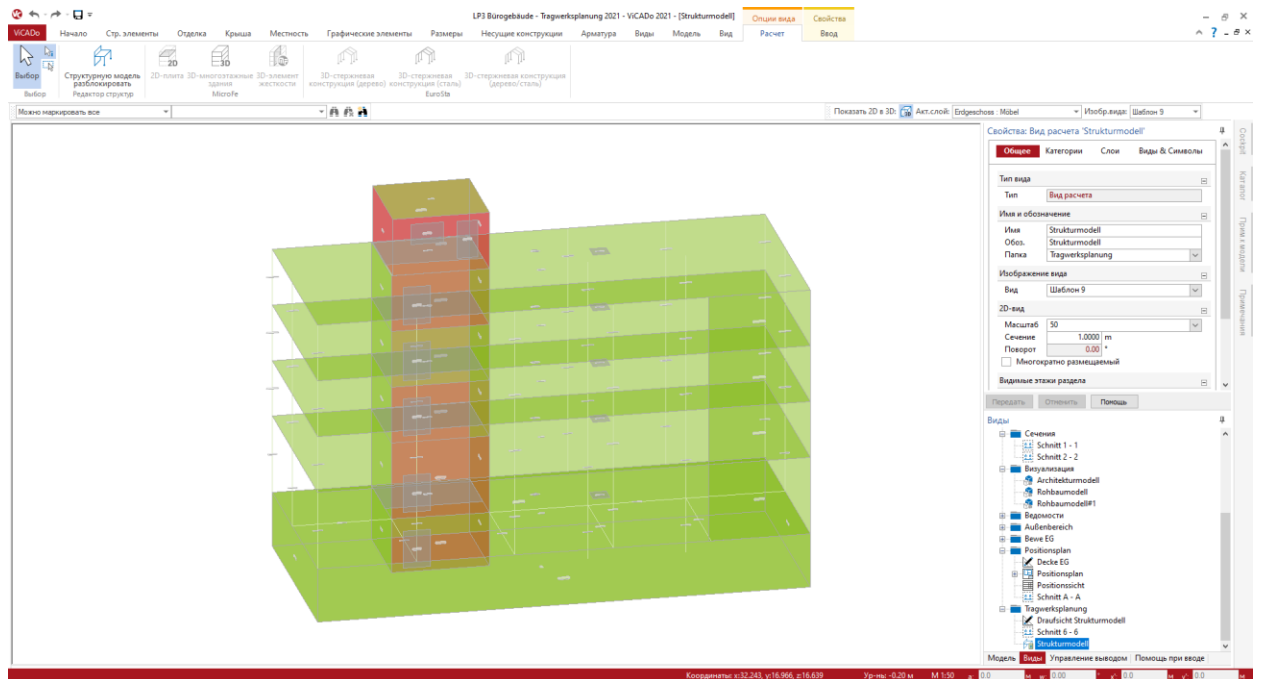 LP3 Bürogebäude - Tragwerksplanung 2021 - ViCADo 2021 - [Strukturmodell]
Опции вида Свойства
ViCADo Начало Стр. элементы Отделка Крыша Местность Графические элементы Размеры Несущие конструкции Арматура Виды Модель Вид Расчет Ввод
Выбор Структурную модель разблокировать 2D-плита 3D-многоэтажные здания 3D-элемент жесткости 3D-стержневая конструкция (дерево) 3D-стержневая конструкция (сталь) 3D-стержневая конструкция (дерево/сталь)
Выбор Редактор структур MicroFe EuroSta
Можно маркировать все Показать 2D в 3D: Акт.слой: Erdgeschoss : Möbel Изобр.вида: Шаблон 9
Свойства: Вид расчета 'Strukturmodell'
Общее Категории Слои Виды & Символы
Тип вида
Тип Вид расчета
Имя и обозначение
Имя Strukturmodell
Обоз. Strukturmodell
Папка Tragwerksplanung
Изображение вида
Вид Шаблон 9
2D-вид
Масштаб 50
Сечение 1.0000 m
Поворот 0.00 °
Многократно размещаемый
Видимые этажи раздела
Передать Отменить Помощь
Cockpit
Каталог
Прим.к модели
Примечания
Виды
Сечения
Schnitt 1 - 1
Schnitt 2 - 2
Визуализация
Architekturmodell
Rohbaumodell
Rohbaumodell#1
Ведомости
Außenbereich
Bewe EG
Positionsplan
Decke EG
Positionsplan
Positionssicht
Schnitt A - A
Tragwerksplanung
Draufsicht Strukturmodell
Schnitt 6 - 6
Strukturmodell
Модель Виды Управление выводом Помощь при вводе
Координаты x:32.243, y:16.966, z:16.639 Ур-нь: -0.20 м М 1:50 0.0 м 0.00 ° 0.0 м 0.0 м